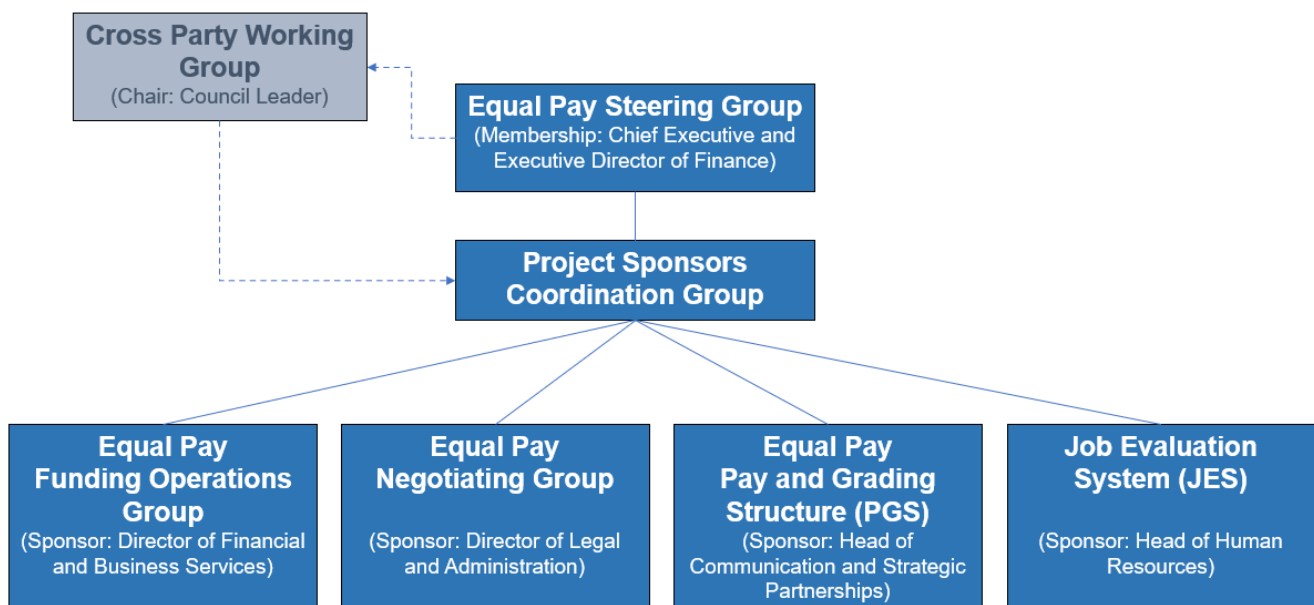 Cross Party Working
Group
(Chair: Council Leader)
Equal Pay Steering Group
(Membership: Chief Executive and
Executive Director of Finance)
Project Sponsors
Coordination Group
Equal Pay
Funding Operations
Group
(Sponsor: Director of Financial
and Business Services)
Equal Pay
Negotiating Group
(Sponsor: Director of Legal
and Administration)
Equal Pay
Pay and Grading
Structure (PGS)
(Sponsor: Head of
Communication and Strategic
Partnerships)
Job Evaluation
System (JES)
(Sponsor: Head of Human
Resources)